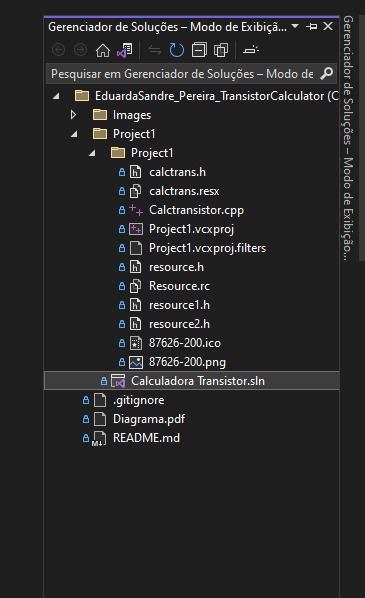 Gerenciador de Soluções – Modo de Exibiçã...
Pesquisar em Gerenciador de Soluções – Modo de
EduardaSandre_Pereira_TransistorCalculator (C
Images
Project1
Project1
calctrans.h
calctrans.resx
Calctransistor.cpp
Project1.vcxproj
Project1.vcxproj.filters
resource.h
Resource.rc
resource1.h
resource2.h
87626-200.ico
87626-200.png
Calculadora Transistor.sln
.gitignore
Diagrama.pdf
README.md
Gerenciador de Soluções – Modo de Exibição...